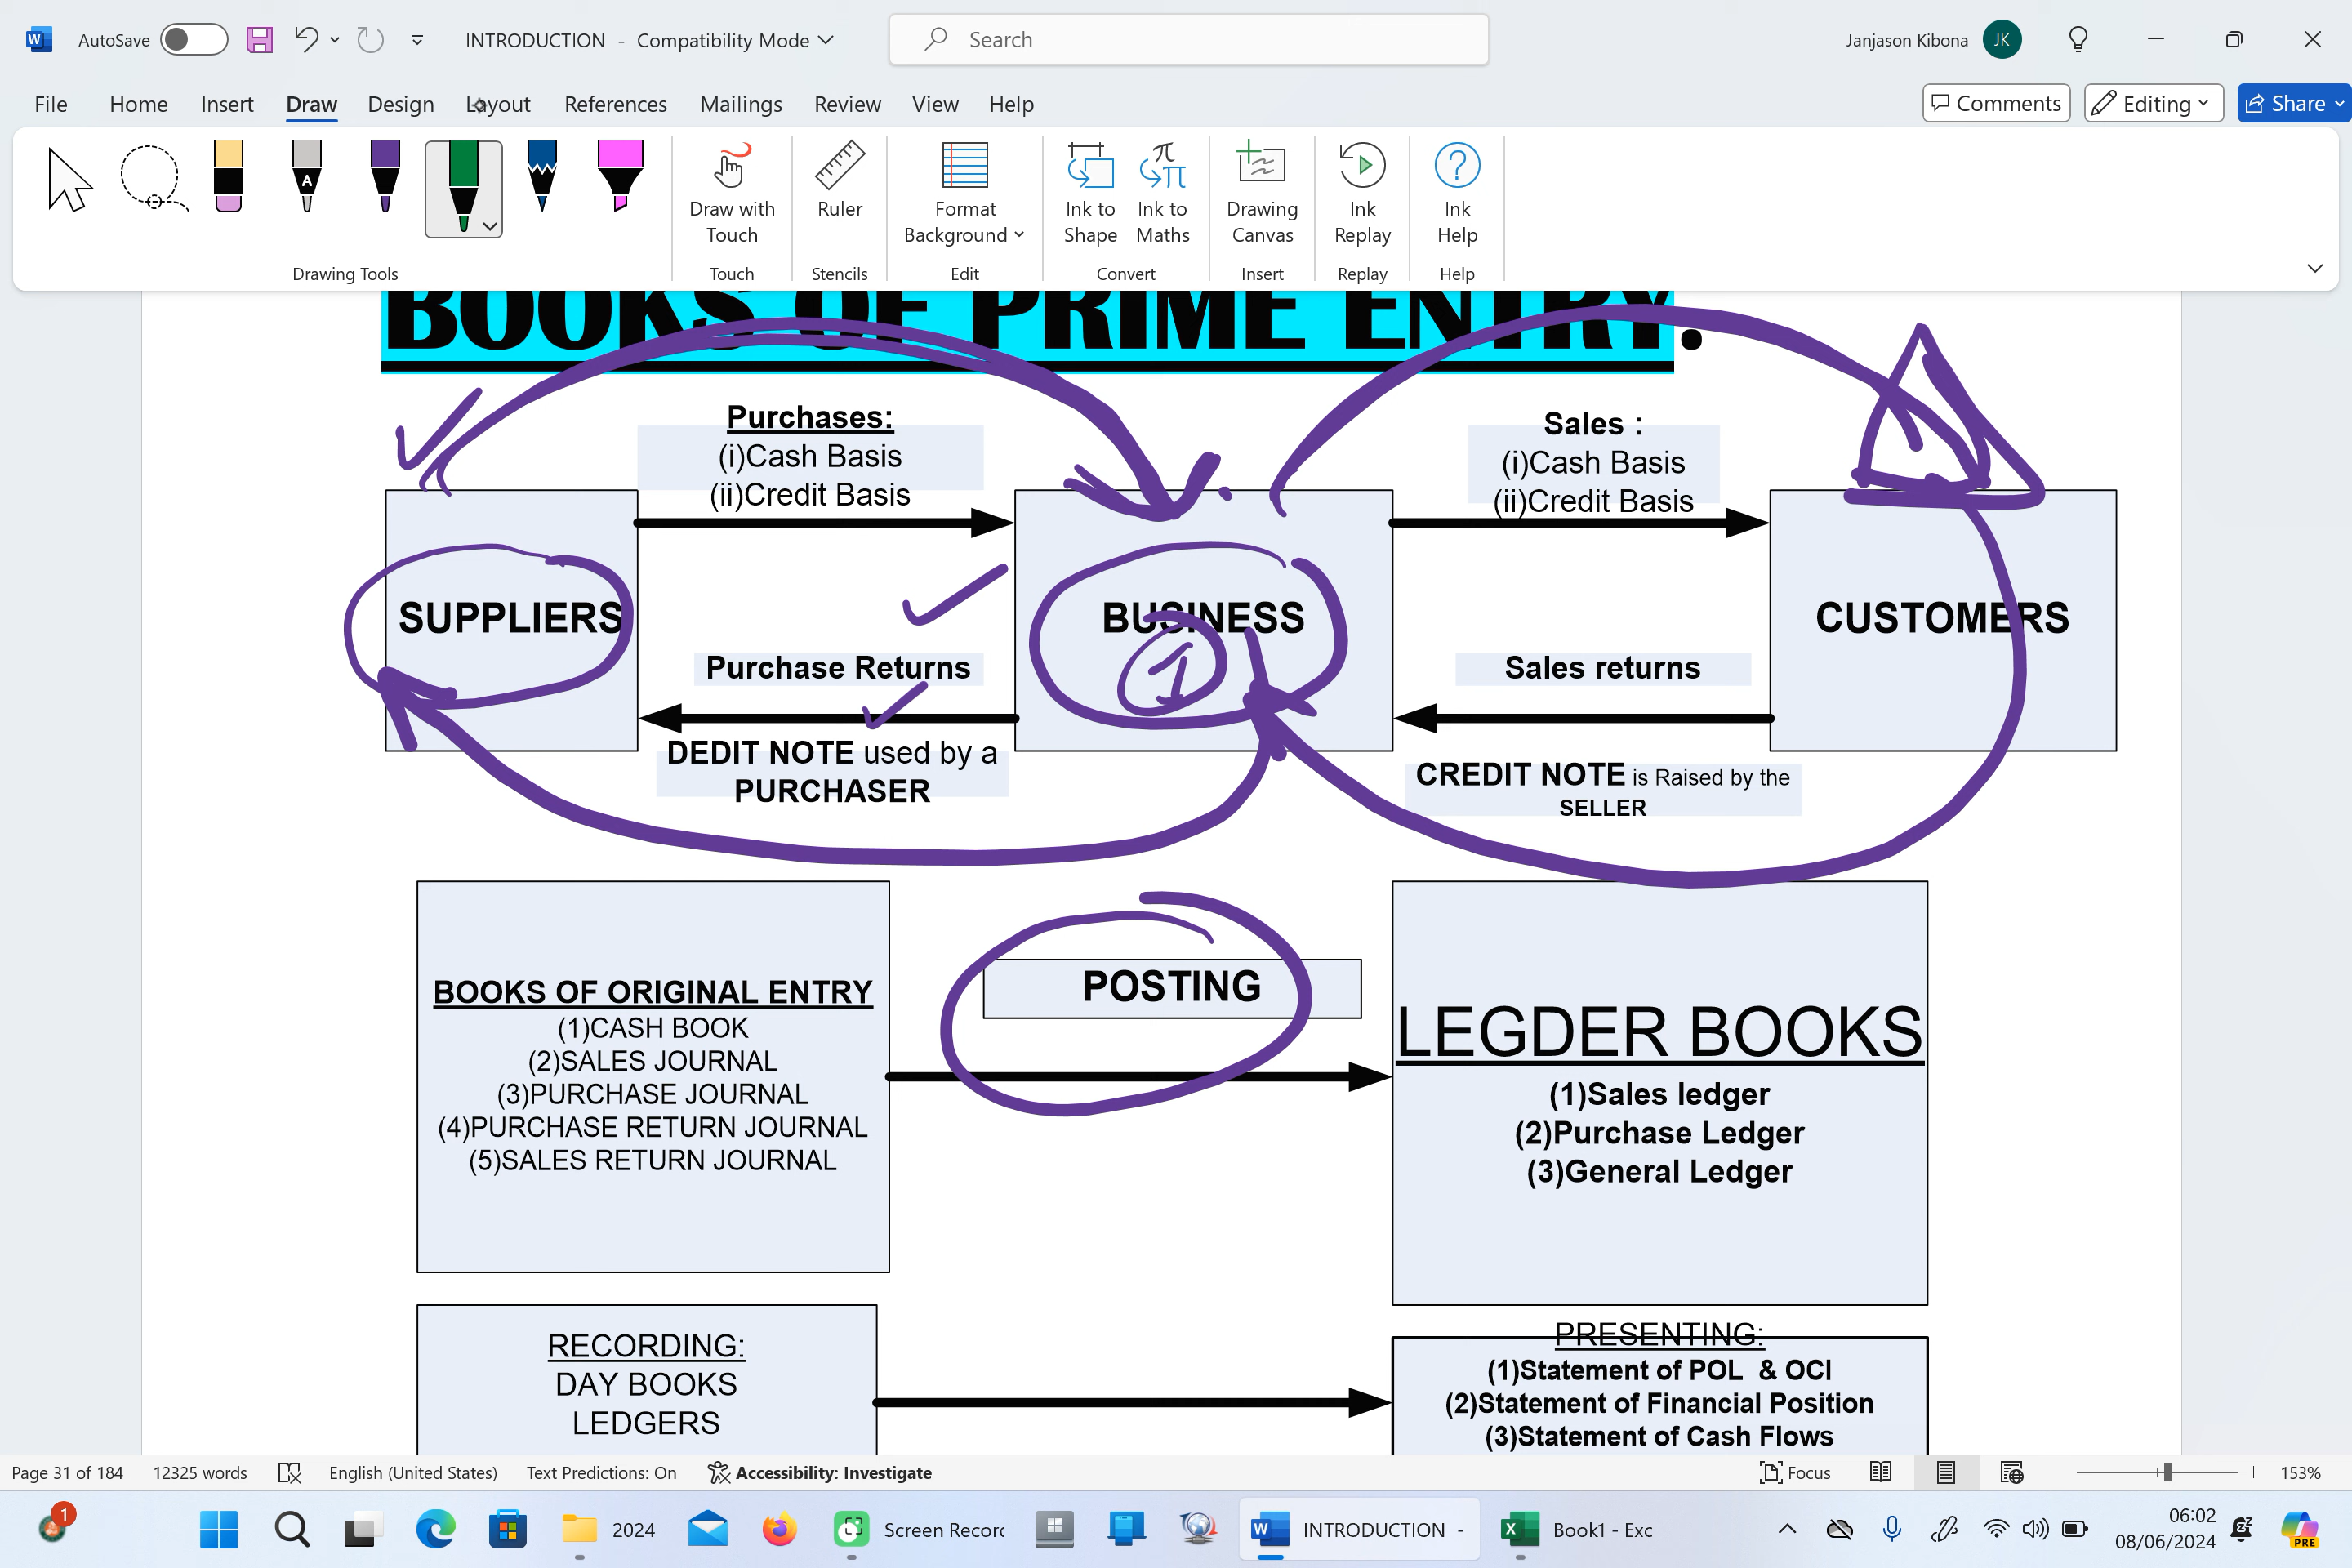 AutoSave
INTRODUCTION - Compatibility Mode
Search
Janjason Kibona
JK
File Home Insert Draw Design Layout References Mailings Review View Help
Comments Editing Share
Draw with Touch
Ruler
Format Background
Ink to Shape
Ink to Maths
Drawing Canvas
Ink Replay
Ink Help
Drawing Tools Touch Stencils Edit Convert Insert Replay Help
BOOKS OF PRIME ENTRY.
Purchases:
(i)Cash Basis
(ii)Credit Basis
Sales :
(i)Cash Basis
(ii)Credit Basis
SUPPLIERS
BUSINESS
1
CUSTOMERS
Purchase Returns
Sales returns
DEDIT NOTE used by a
PURCHASER
CREDIT NOTE is Raised by the
SELLER
BOOKS OF ORIGINAL ENTRY
(1)CASH BOOK
(2)SALES JOURNAL
(3)PURCHASE JOURNAL
(4)PURCHASE RETURN JOURNAL
(5)SALES RETURN JOURNAL
POSTING
LEGDER BOOKS
(1)Sales ledger
(2)Purchase Ledger
(3)General Ledger
RECORDING:
DAY BOOKS
LEDGERS
PRESENTING:
(1)Statement of POL & OCI
(2)Statement of Financial Position
(3)Statement of Cash Flows
Page 31 of 184 12325 words English (United States) Text Predictions: On Accessibility: Investigate Focus 153%
1
2024
Screen Recor
INTRODUCTION -
Book1 - Exc
06:02
08/06/2024
PRE